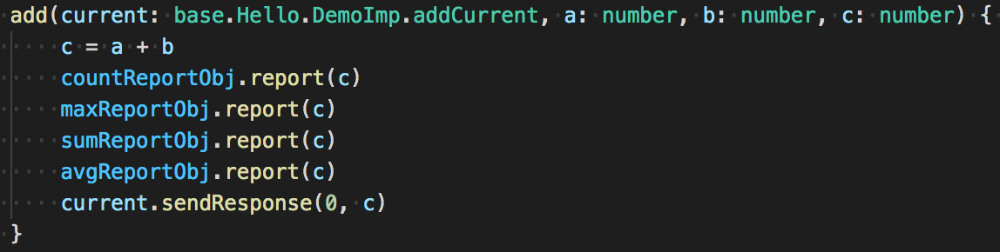 add(current: base.Hello.DemoImp.addCurrent, a: number, b: number, c: number) {
    c = a + b
    countReportObj.report(c)
    maxReportObj.report(c)
    sumReportObj.report(c)
    avgReportObj.report(c)
    current.sendResponse(0, c)
}